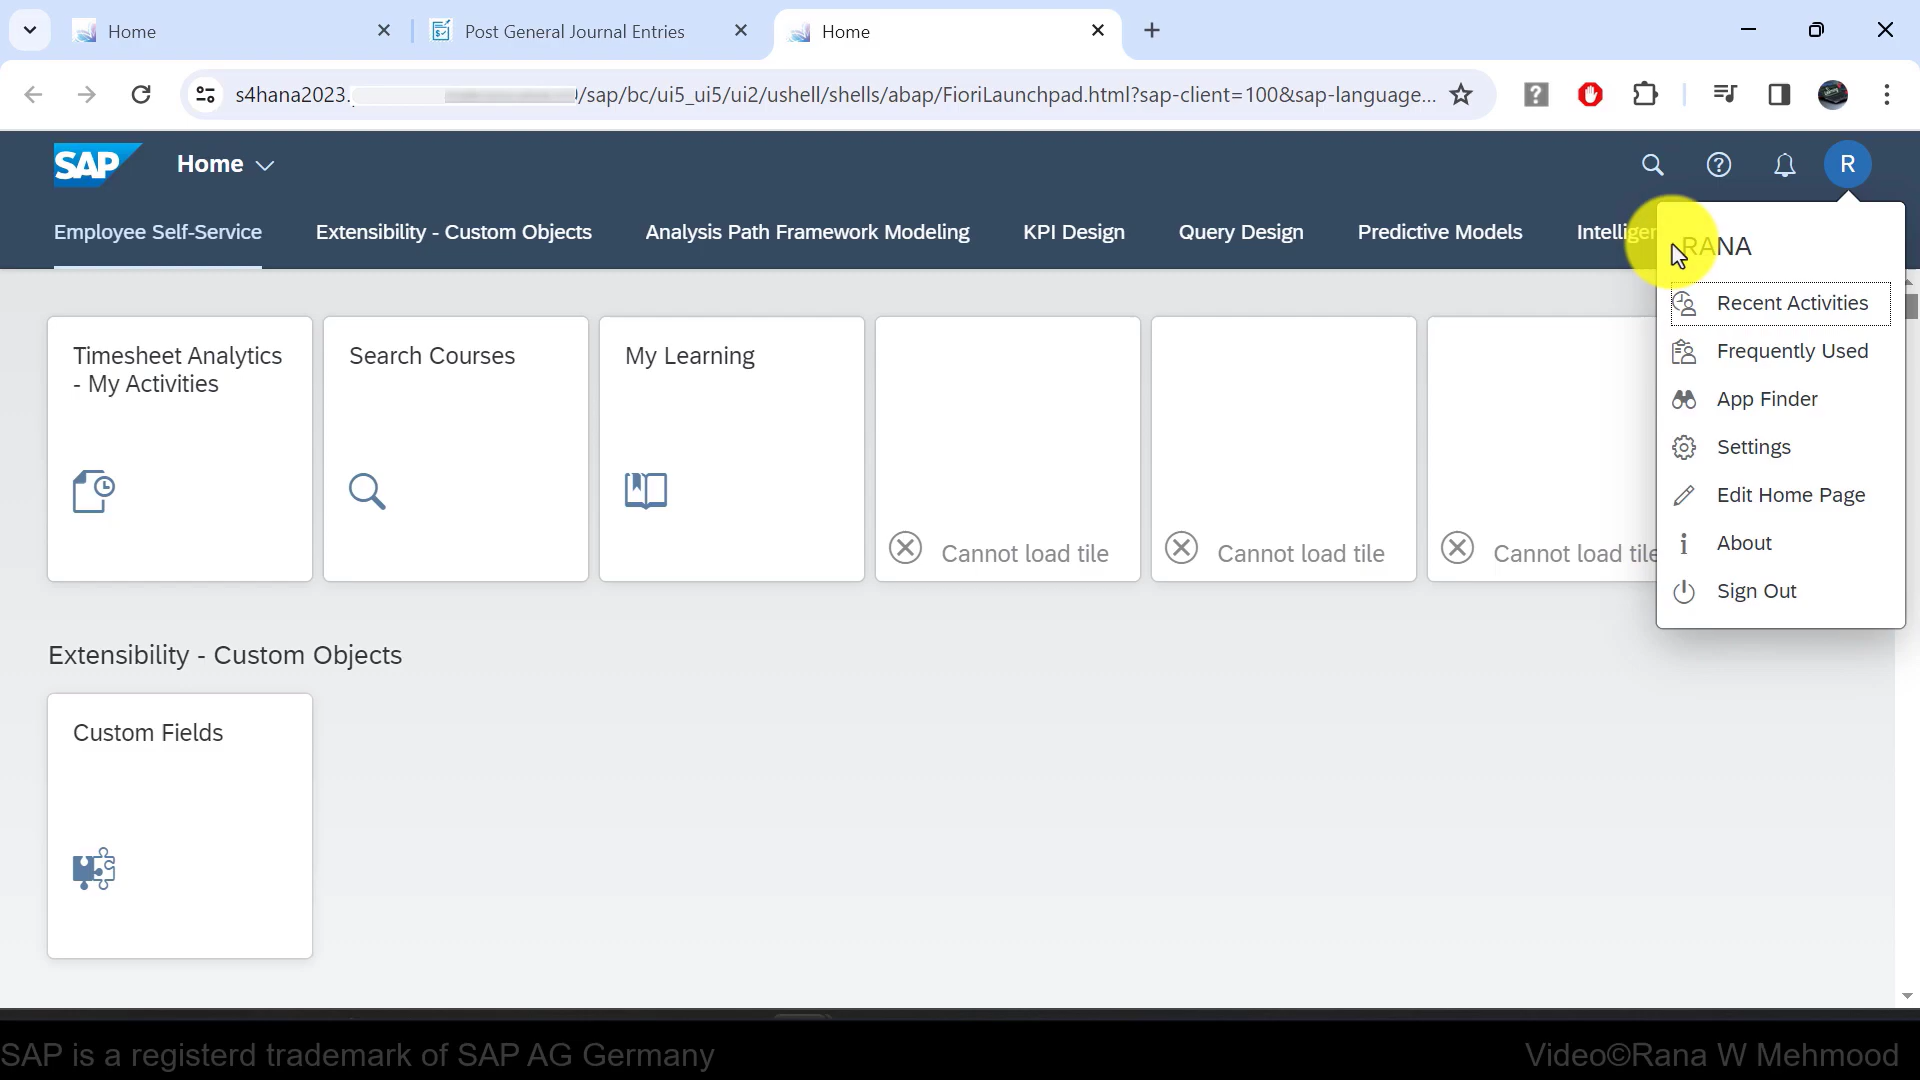 Home
Post General Journal Entries
Home
s4hana2023.
/sap/bc/ui5_ui5/ui2/ushell/shells/abap/FioriLaunchpad.html?sap-client=100&sap-language...
SAP
Home
R
Employee Self-Service
Extensibility - Custom Objects
Analysis Path Framework Modeling
KPI Design
Query Design
Predictive Models
RANA
Recent Activities
Frequently Used
App Finder
Settings
Edit Home Page
About
Sign Out
Timesheet Analytics
- My Activities
Search Courses
My Learning
Cannot load tile
Cannot load tile
Cannot load tile
Extensibility - Custom Objects
Custom Fields
SAP is a registerd trademark of SAP AG Germany
Video©Rana W Mehmood